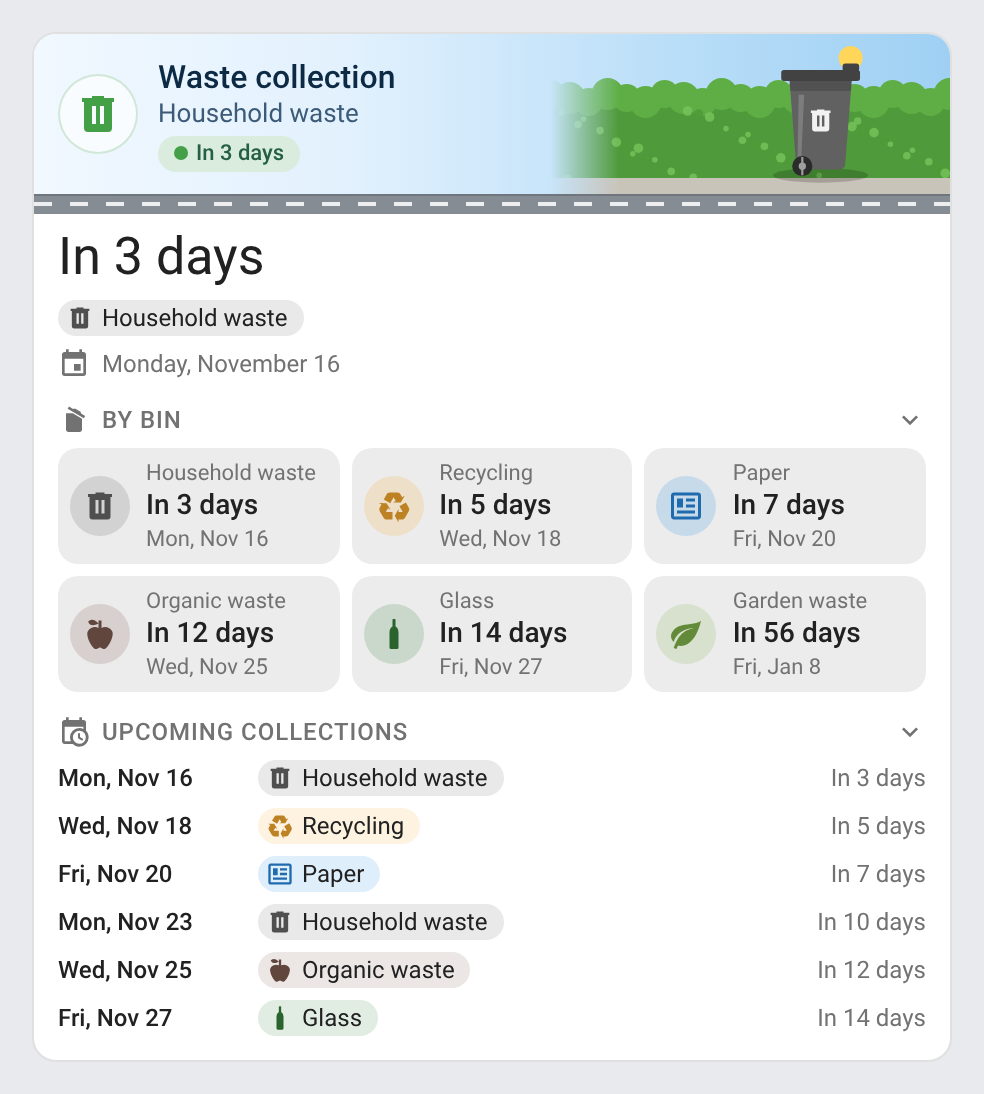 Waste collection
Household waste
In 3 days
In 3 days
Household waste
Monday, November 16
BY BIN
Household waste
In 3 days
Mon, Nov 16
Recycling
In 5 days
Wed, Nov 18
Paper
In 7 days
Fri, Nov 20
Organic waste
In 12 days
Wed, Nov 25
Glass
In 14 days
Fri, Nov 27
Garden waste
In 56 days
Fri, Jan 8
UPCOMING COLLECTIONS
Mon, Nov 16 Household waste In 3 days
Wed, Nov 18 Recycling In 5 days
Fri, Nov 20 Paper In 7 days
Mon, Nov 23 Household waste In 10 days
Wed, Nov 25 Organic waste In 12 days
Fri, Nov 27 Glass In 14 days